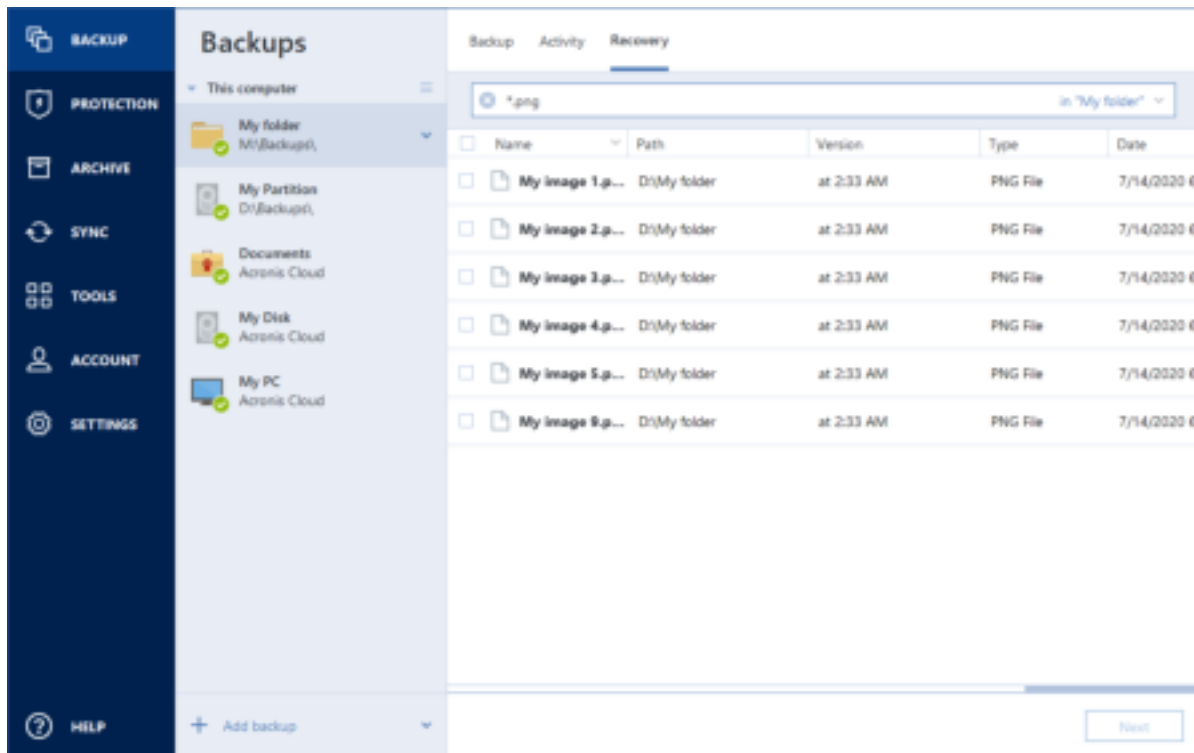 BACKUP
PROTECTION
ARCHIVE
SYNC
TOOLS
ACCOUNT
SETTINGS
HELP
Backups
This computer
My folder
M:\Backups\,
My Partition
D:\Backups\,
Documents
Acronis Cloud
My Disk
Acronis Cloud
My PC
Acronis Cloud
Add backup
Backup Activity Recovery
*.png in "My folder"
Name Path Version Type Date
My image 1.p... D:\My folder at 2:33 AM PNG File 7/14/2020 6
My image 2.p... D:\My folder at 2:33 AM PNG File 7/14/2020 6
My image 3.p... D:\My folder at 2:33 AM PNG File 7/14/2020 6
My image 4.p... D:\My folder at 2:33 AM PNG File 7/14/2020 6
My image 5.p... D:\My folder at 2:33 AM PNG File 7/14/2020 6
My image 9.p... D:\My folder at 2:33 AM PNG File 7/14/2020 6
Next